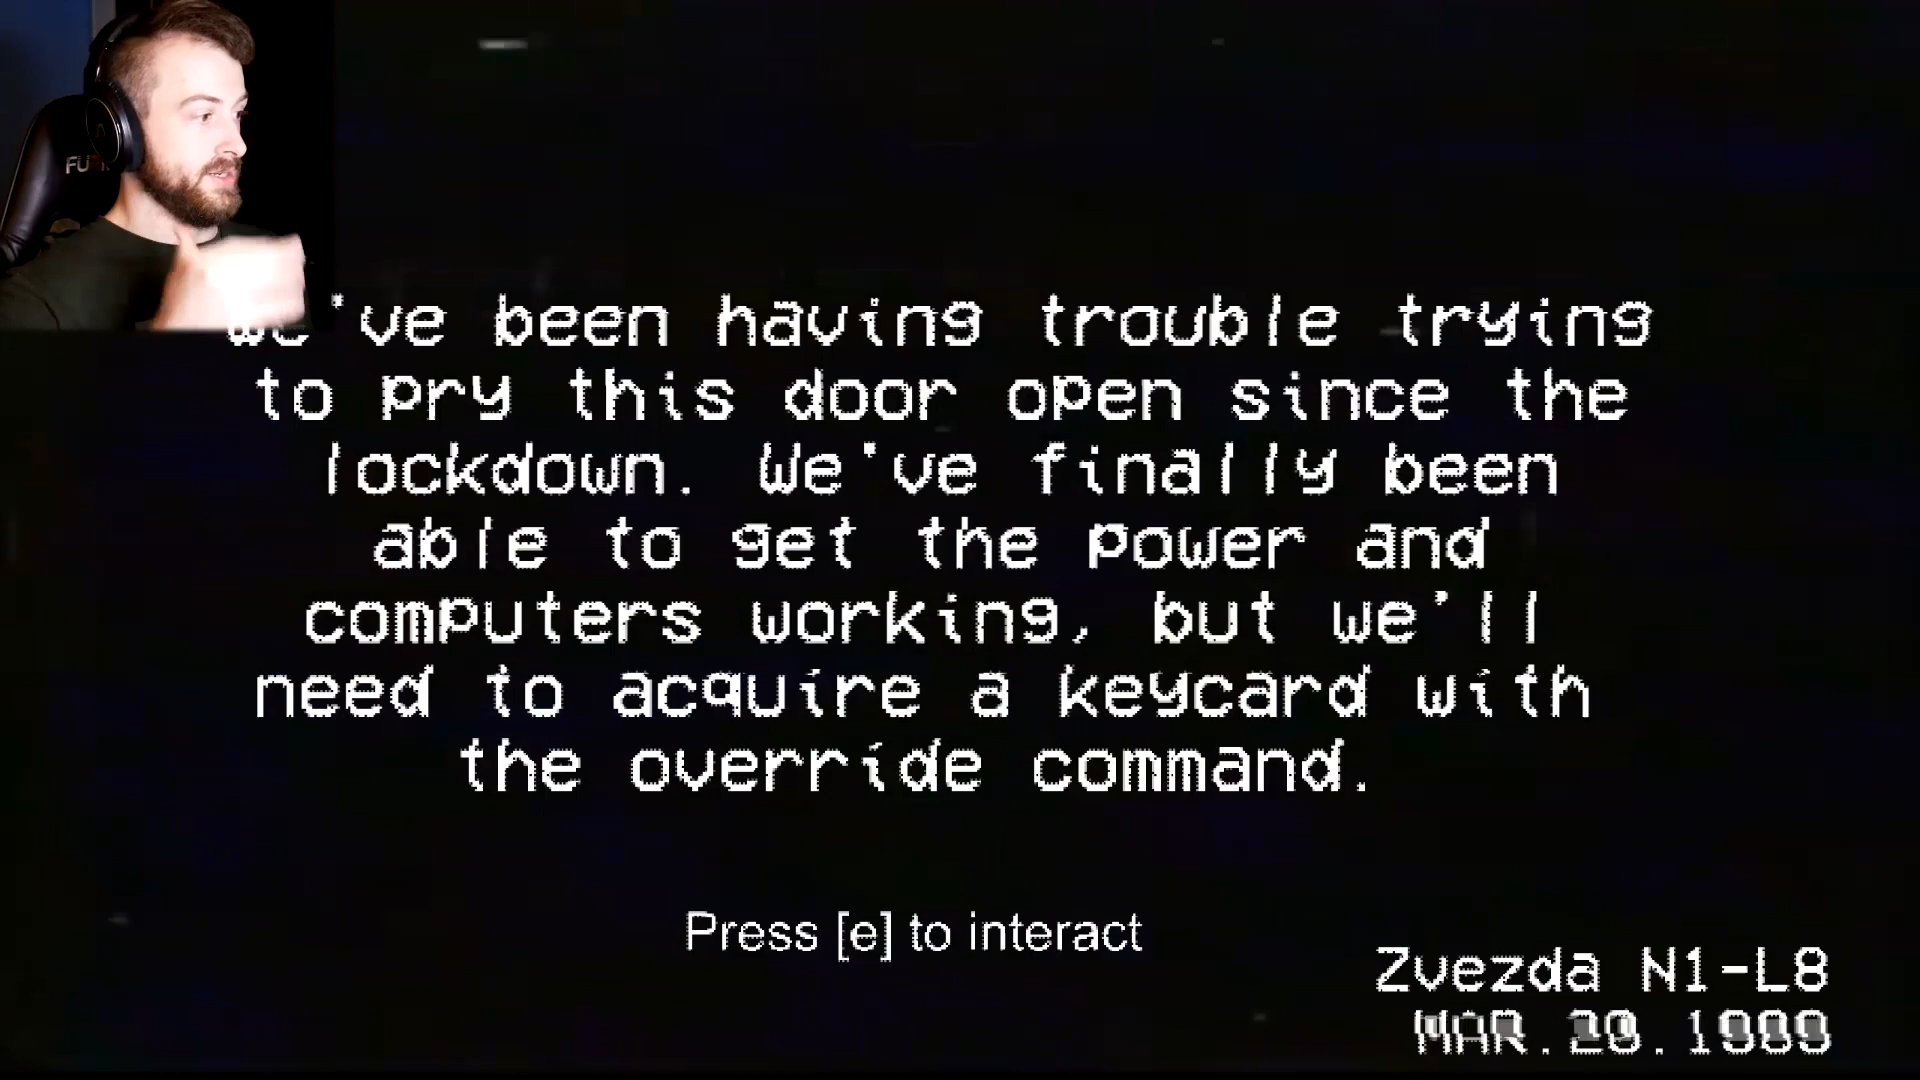 We've been having trouble trying
to pry this door open since the
lockdown. We've finally been
able to get the power and
computers working, but we'll
need to acquire a keycard with
the override command.
Press [e] to interact
Zvezda N1-L8
MAR.20.1989